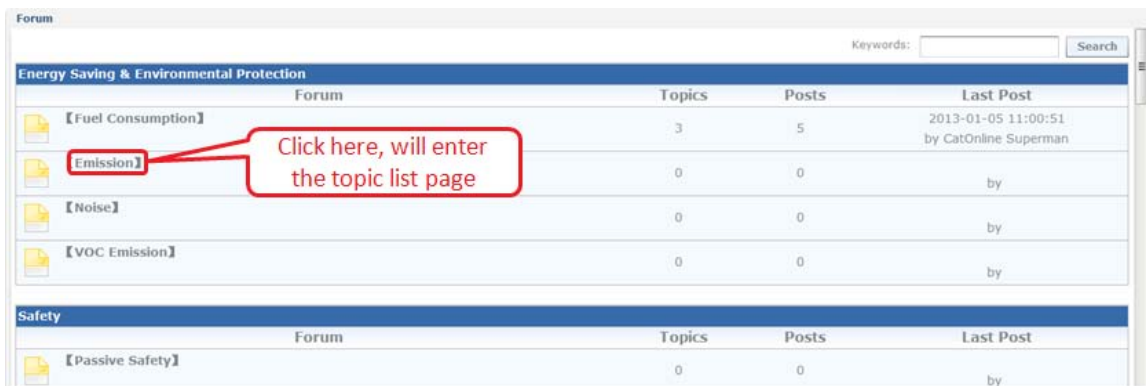 Forum
Keywords: Search
Energy Saving & Environmental Protection
Forum Topics Posts Last Post
【Fuel Consumption】 3 5 2013-01-05 11:00:51
by CatOnline Superman
Click here, will enter
the topic list page
Emission】 0 0 by
【Noise】 0 0 by
【VOC Emission】 0 0 by
Safety
Forum Topics Posts Last Post
【Passive Safety】 0 0 by